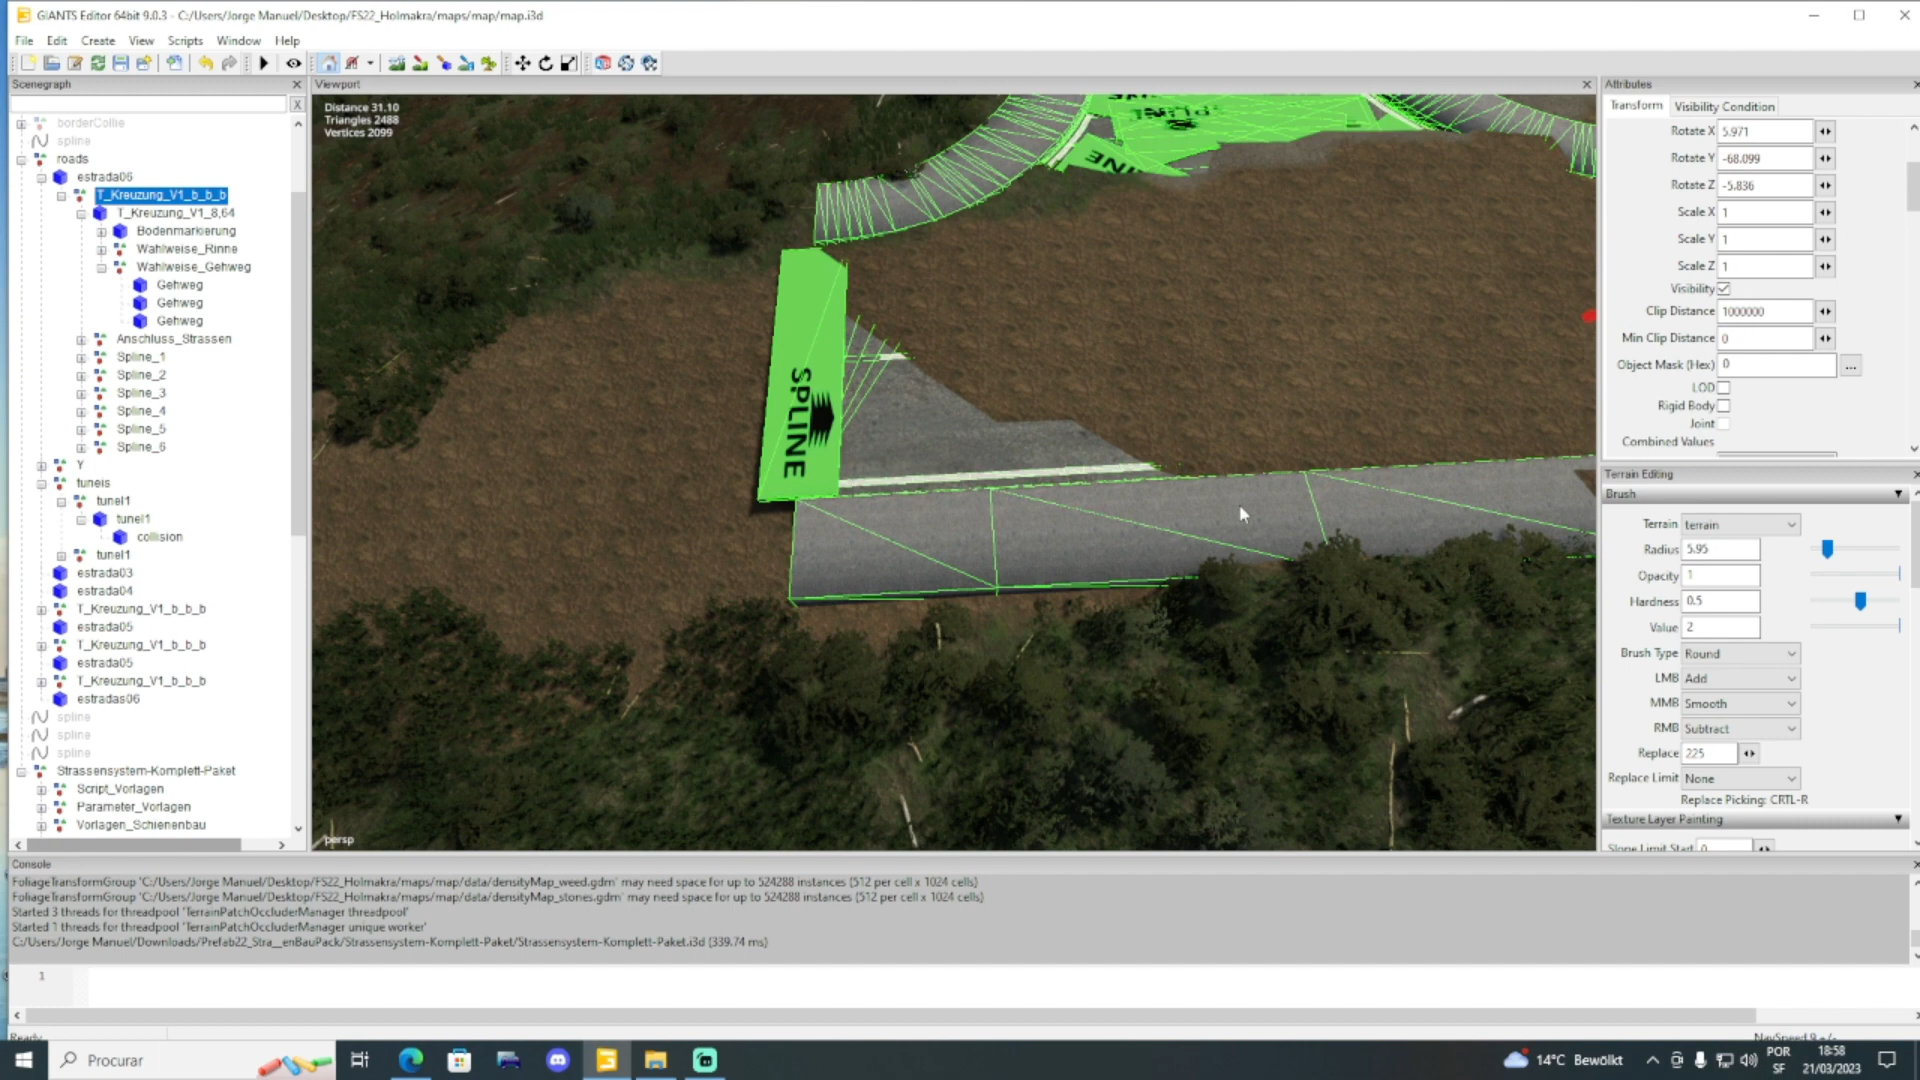 GIANTS Editor 64bit 9.0.3 - C:/Users/Jorge Manuel/Desktop/FS22_Holmakra/maps/map/map.i3d
File Edit Create View Scripts Window Help
Scenegraph
X
borderCollie
spline
roads
estrada06
T_Kreuzung_V1_b_b_b
T_Kreuzung_V1_8,64
Bodenmarkierung
Wahlweise_Rinne
Wahlweise_Gehweg
Gehweg
Gehweg
Gehweg
Anschluss_Strassen
Spline_1
Spline_2
Spline_3
Spline_4
Spline_5
Spline_6
Y
tuneis
tunel1
tunel1
collision
tunel1
estrada03
estrada04
T_Kreuzung_V1_b_b_b
estrada05
T_Kreuzung_V1_b_b_b
estrada05
T_Kreuzung_V1_b_b_b
estradas06
spline
spline
spline
Strassensystem-Komplett-Paket
Script_Vorlagen
Parameter_Vorlagen
Vorlagen_Schienenbau
Viewport
Distance 31.10
Triangles 2488
Vertices 2099
SPLINE
SPLINE
persp
Attributes
Transform Visibility Condition
Rotate X 5.971
Rotate Y -68.099
Rotate Z -5.836
Scale X 1
Scale Y 1
Scale Z 1
Visibility
Clip Distance 1000000
Min Clip Distance 0
Object Mask (Hex) 0 ...
LOD
Rigid Body
Joint
Combined Values
Terrain Editing
Brush
Terrain terrain
Radius 5.95
Opacity 1
Hardness 0.5
Value 2
Brush Type Round
LMB Add
MMB Smooth
RMB Subtract
Replace 225
Replace Limit None
Replace Picking: CRTL-R
Texture Layer Painting
Slope Limit Start 0
Console
FoliageTransformGroup 'C:/Users/Jorge Manuel/Desktop/FS22_Holmakra/maps/map/data/densityMap_weed.gdm' may need space for up to 524288 instances (512 per cell x 1024 cells)
FoliageTransformGroup 'C:/Users/Jorge Manuel/Desktop/FS22_Holmakra/maps/map/data/densityMap_stones.gdm' may need space for up to 524288 instances (512 per cell x 1024 cells)
Started 3 threads for threadpool 'TerrainPatchOccluderManager threadpool'
Started 1 threads for threadpool 'TerrainPatchOccluderManager unique worker'
C:/Users/Jorge Manuel/Downloads/Prefab22_Stra__enBauPack/Strassensystem-Komplett-Paket/Strassensystem-Komplett-Paket.i3d (339.74 ms)
1
Ready
NavSpeed 9 +/-
Procurar
14°C Bewölkt
POR
SF
18:58
21/03/2023